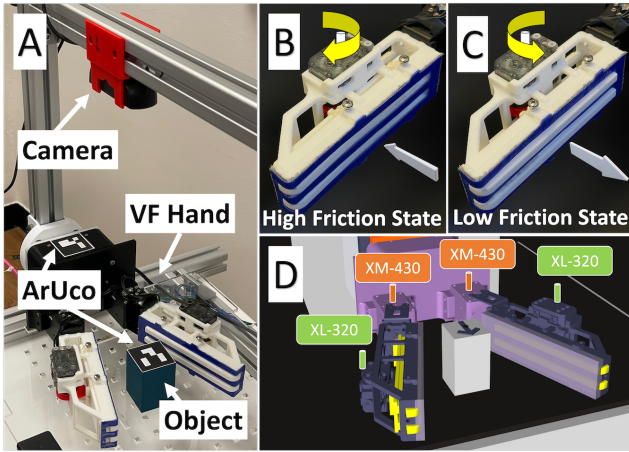 A
Camera
VF Hand
ArUco
Object
B
High Friction State
C
Low Friction State
D
XM-430
XM-430
XL-320
XL-320